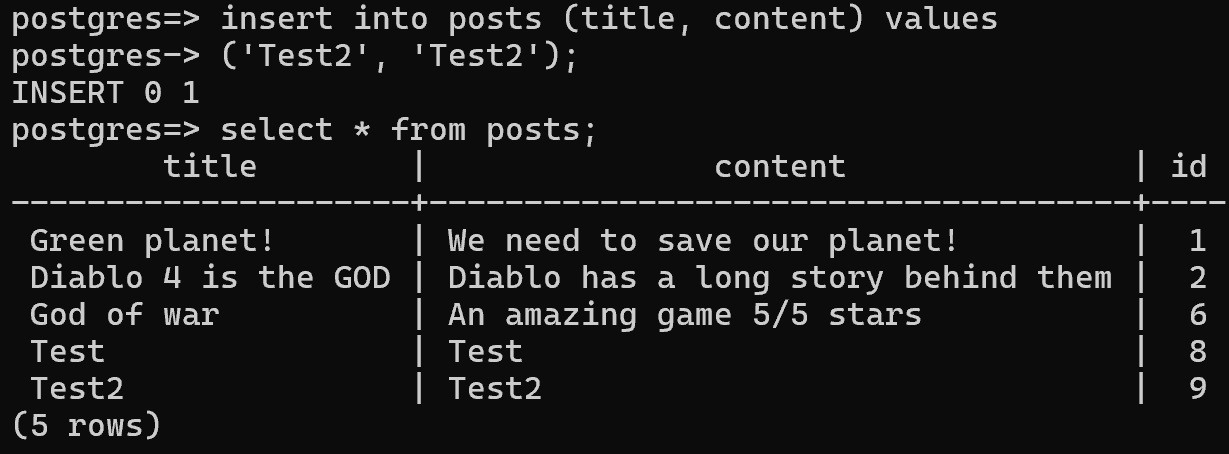 postgres=> insert into posts (title, content) values
postgres-> ('Test2', 'Test2');
INSERT 0 1
postgres=> select * from posts;
title | content | id
--------------------+------------------------------------+----
Green planet! | We need to save our planet! | 1
Diablo 4 is the GOD | Diablo has a long story behind them | 2
God of war | An amazing game 5/5 stars | 6
Test | Test | 8
Test2 | Test2 | 9
(5 rows)